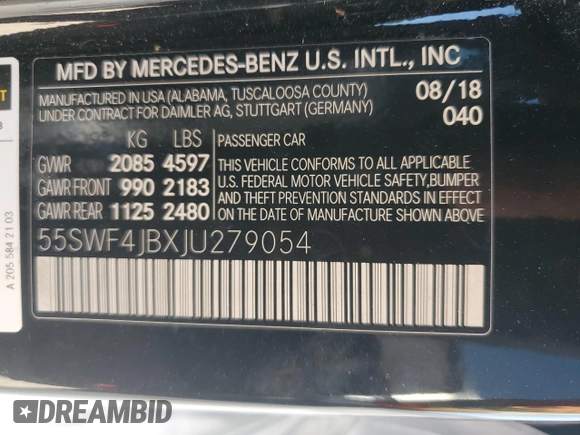 MFD BY MERCEDES-BENZ U.S. INTL., INC
MANUFACTURED IN USA (ALABAMA, TUSCALOOSA COUNTY)
UNDER CONTRACT FOR DAIMLER AG, STUTTGART (GERMANY)
08/18
040
KG LBS
GVWR 2085 4597
GAWR FRONT 990 2183
GAWR REAR 1125 2480
PASSENGER CAR
THIS VEHICLE CONFORMS TO ALL APPLICABLE
U.S. FEDERAL MOTOR VEHICLE SAFETY,BUMPER
AND THEFT PREVENTION STANDARDS IN EFFECT
ON THE DATE OF MANUFACTURE SHOWN ABOVE.
55SWF4JBXJU279054
A 205 584 21 03
DREAMBID